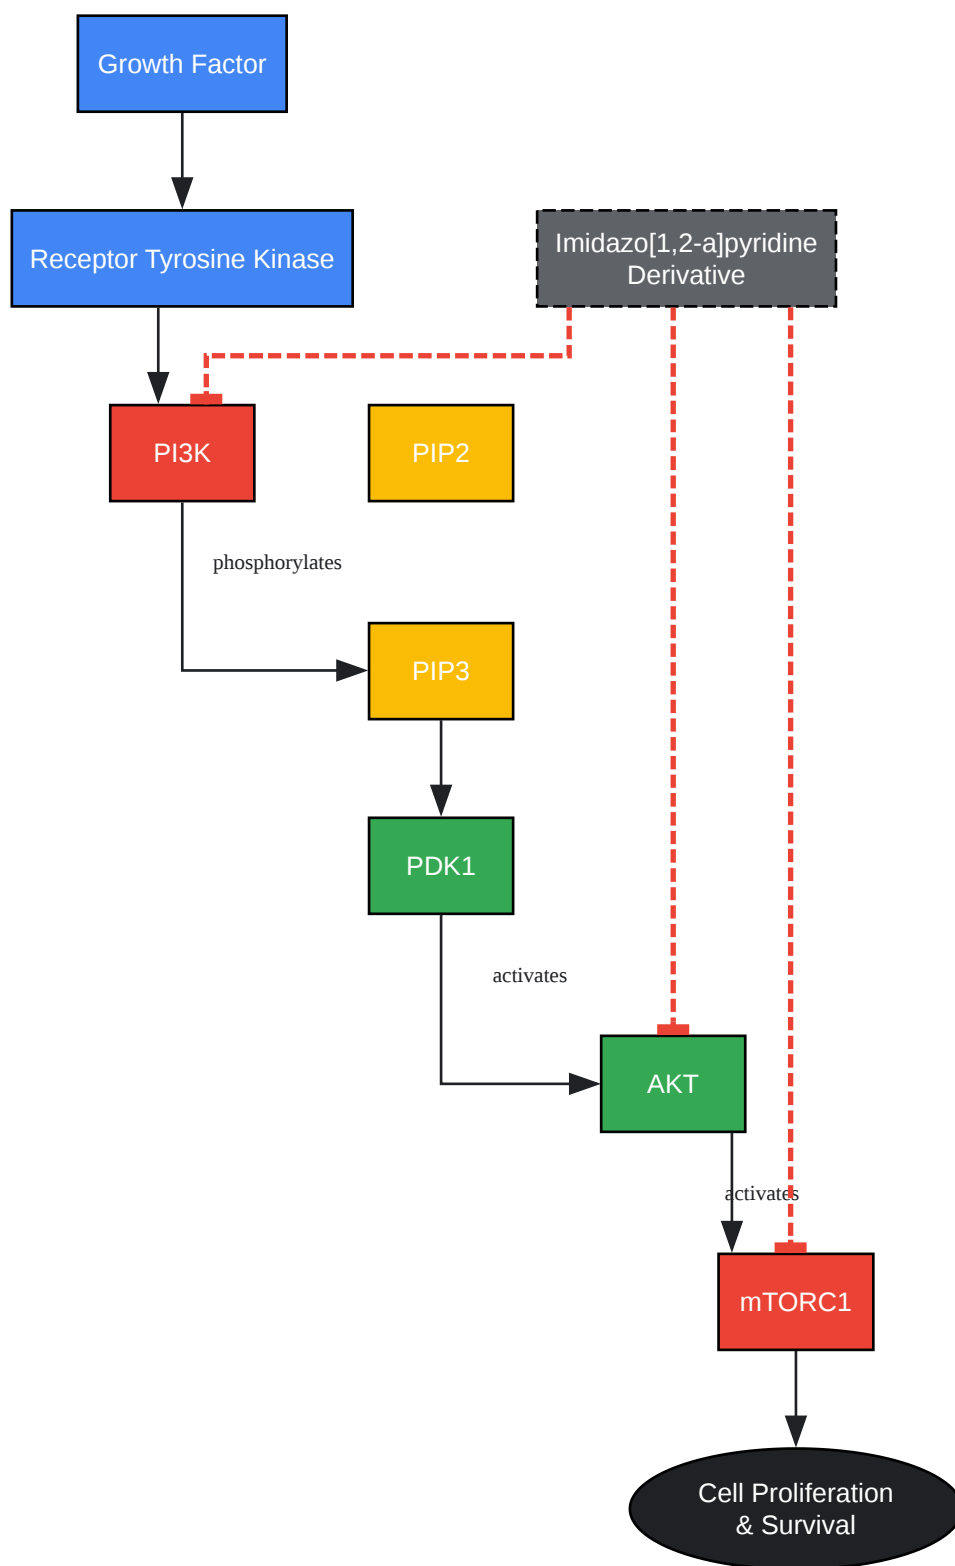 Growth Factor
Receptor Tyrosine Kinase
Imidazo[1,2-a]pyridine
Derivative
PI3K
PIP2
phosphorylates
PIP3
PDK1
activates
AKT
activates
mTORC1
Cell Proliferation
& Survival